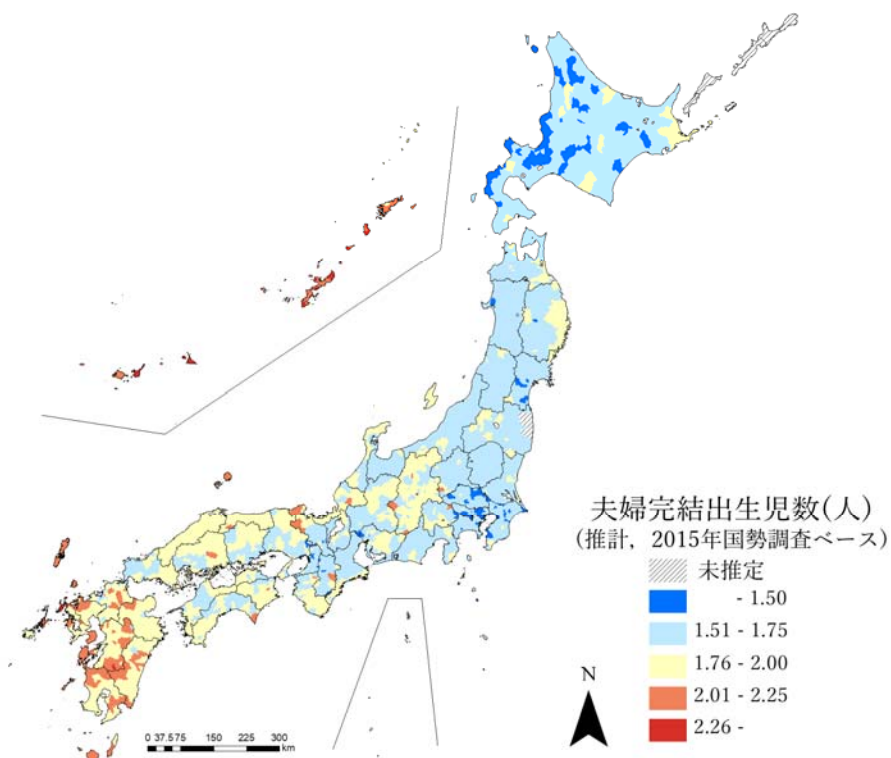 夫婦完結出生児数(人)
(推計，2015年国勢調査ベース)
未推定
- 1.50
1.51 - 1.75
1.76 - 2.00
2.01 - 2.25
2.26 -
N
0 37.575 150 225 300
km